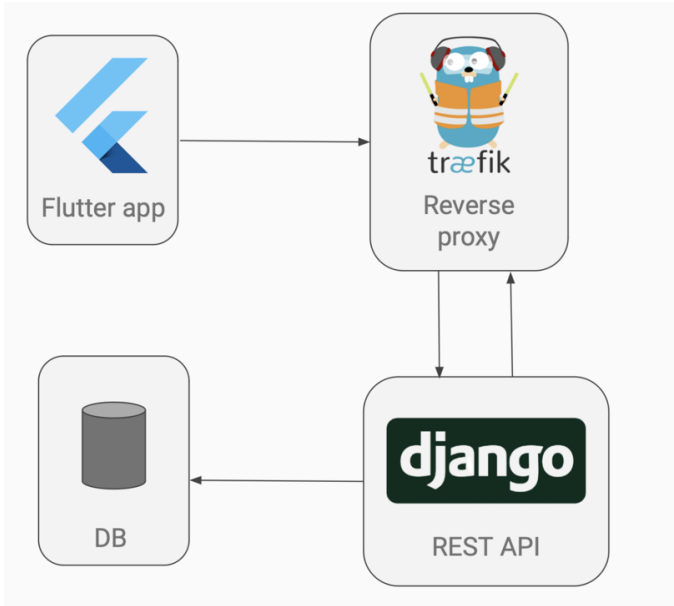 Flutter app
træfik
Reverse
proxy
DB
django
REST API